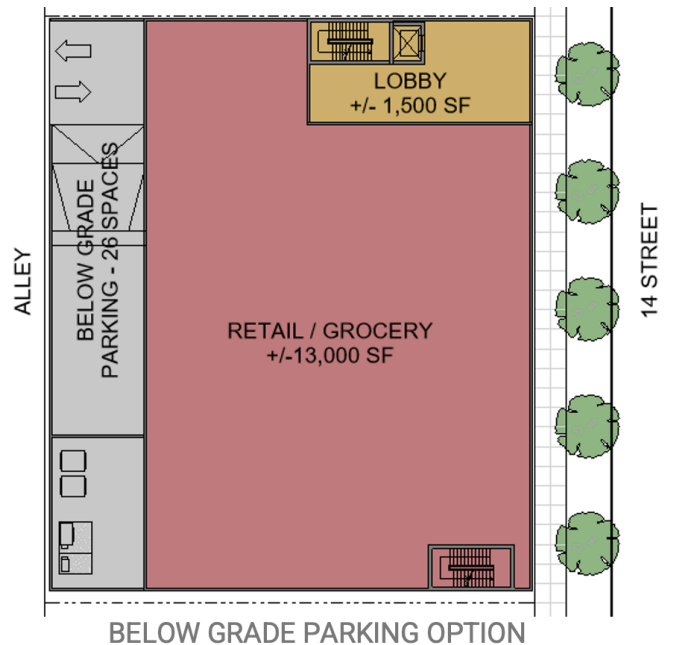 LOBBY
+/- 1,500 SF
BELOW GRADE
PARKING - 26 SPACES
ALLEY
14 STREET
RETAIL / GROCERY
+/-13,000 SF
BELOW GRADE PARKING OPTION